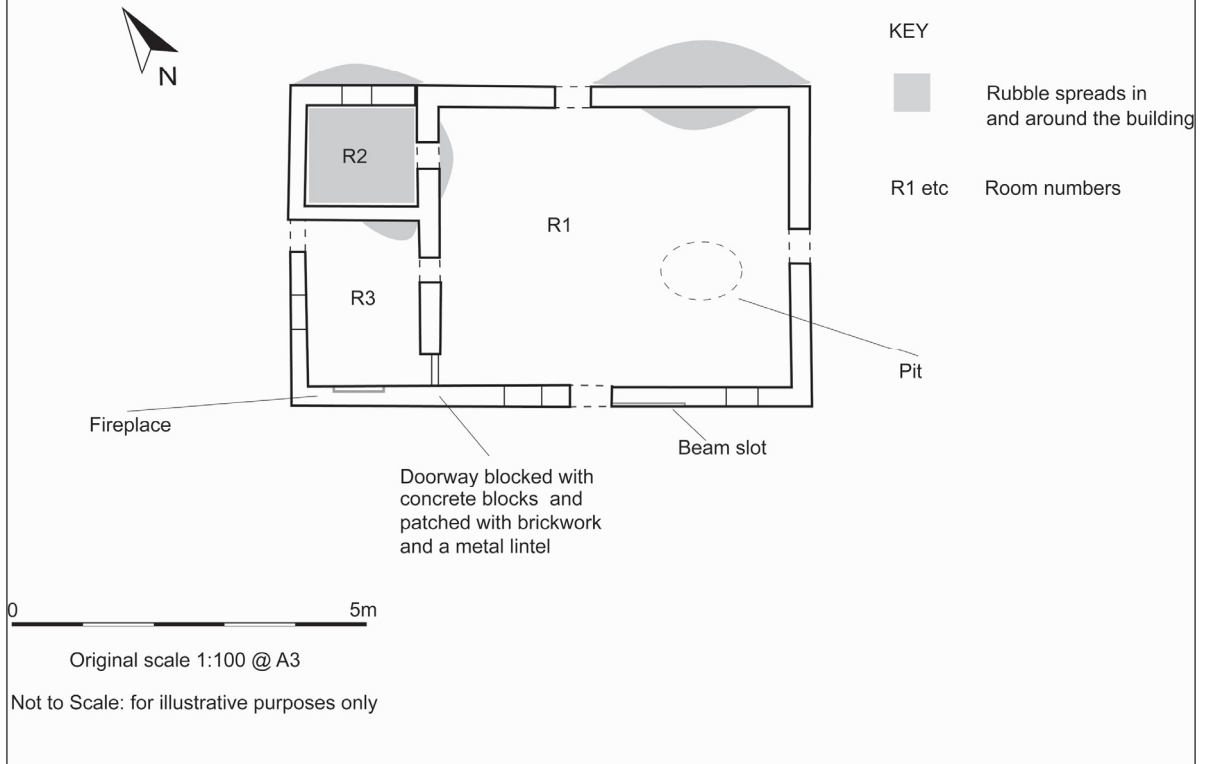 N
KEY
Rubble spreads in
and around the building
R1 etc Room numbers
R2
R1
R3
Pit
Fireplace
Beam slot
Doorway blocked with
concrete blocks and
patched with brickwork
and a metal lintel
0 5m
Original scale 1:100 @ A3
Not to Scale: for illustrative purposes only